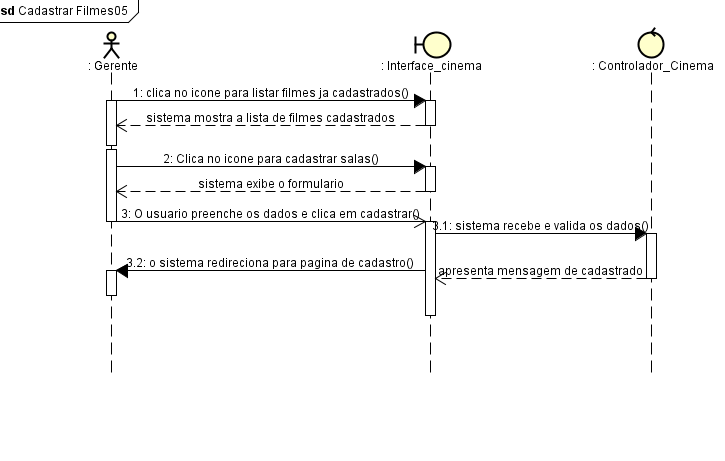 sd Cadastrar Filmes05
: Gerente
: Interface_cinema
: Controlador_Cinema
1: clica no icone para listar filmes ja cadastrados()
sistema mostra a lista de filmes cadastrados
2: Clica no icone para cadastrar salas()
sistema exibe o formulario
3: O usuario preenche os dados e clica em cadastrar()
3.1: sistema recebe e valida os dados()
3.2: o sistema redireciona para pagina de cadastro()
apresenta mensagem de cadastrado